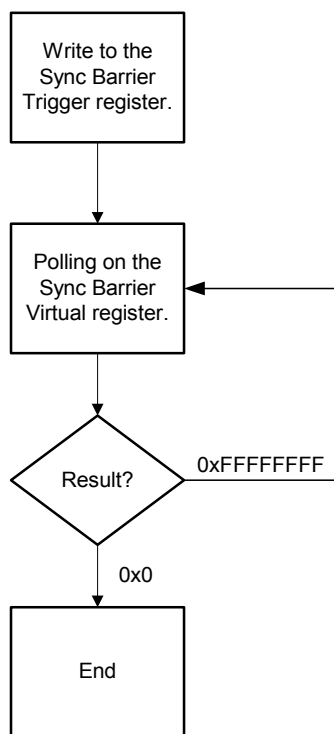 Write to the
Sync Barrier
Trigger register.
Polling on the
Sync Barrier
Virtual register.
Result?
0xFFFFFFFF
0x0
End